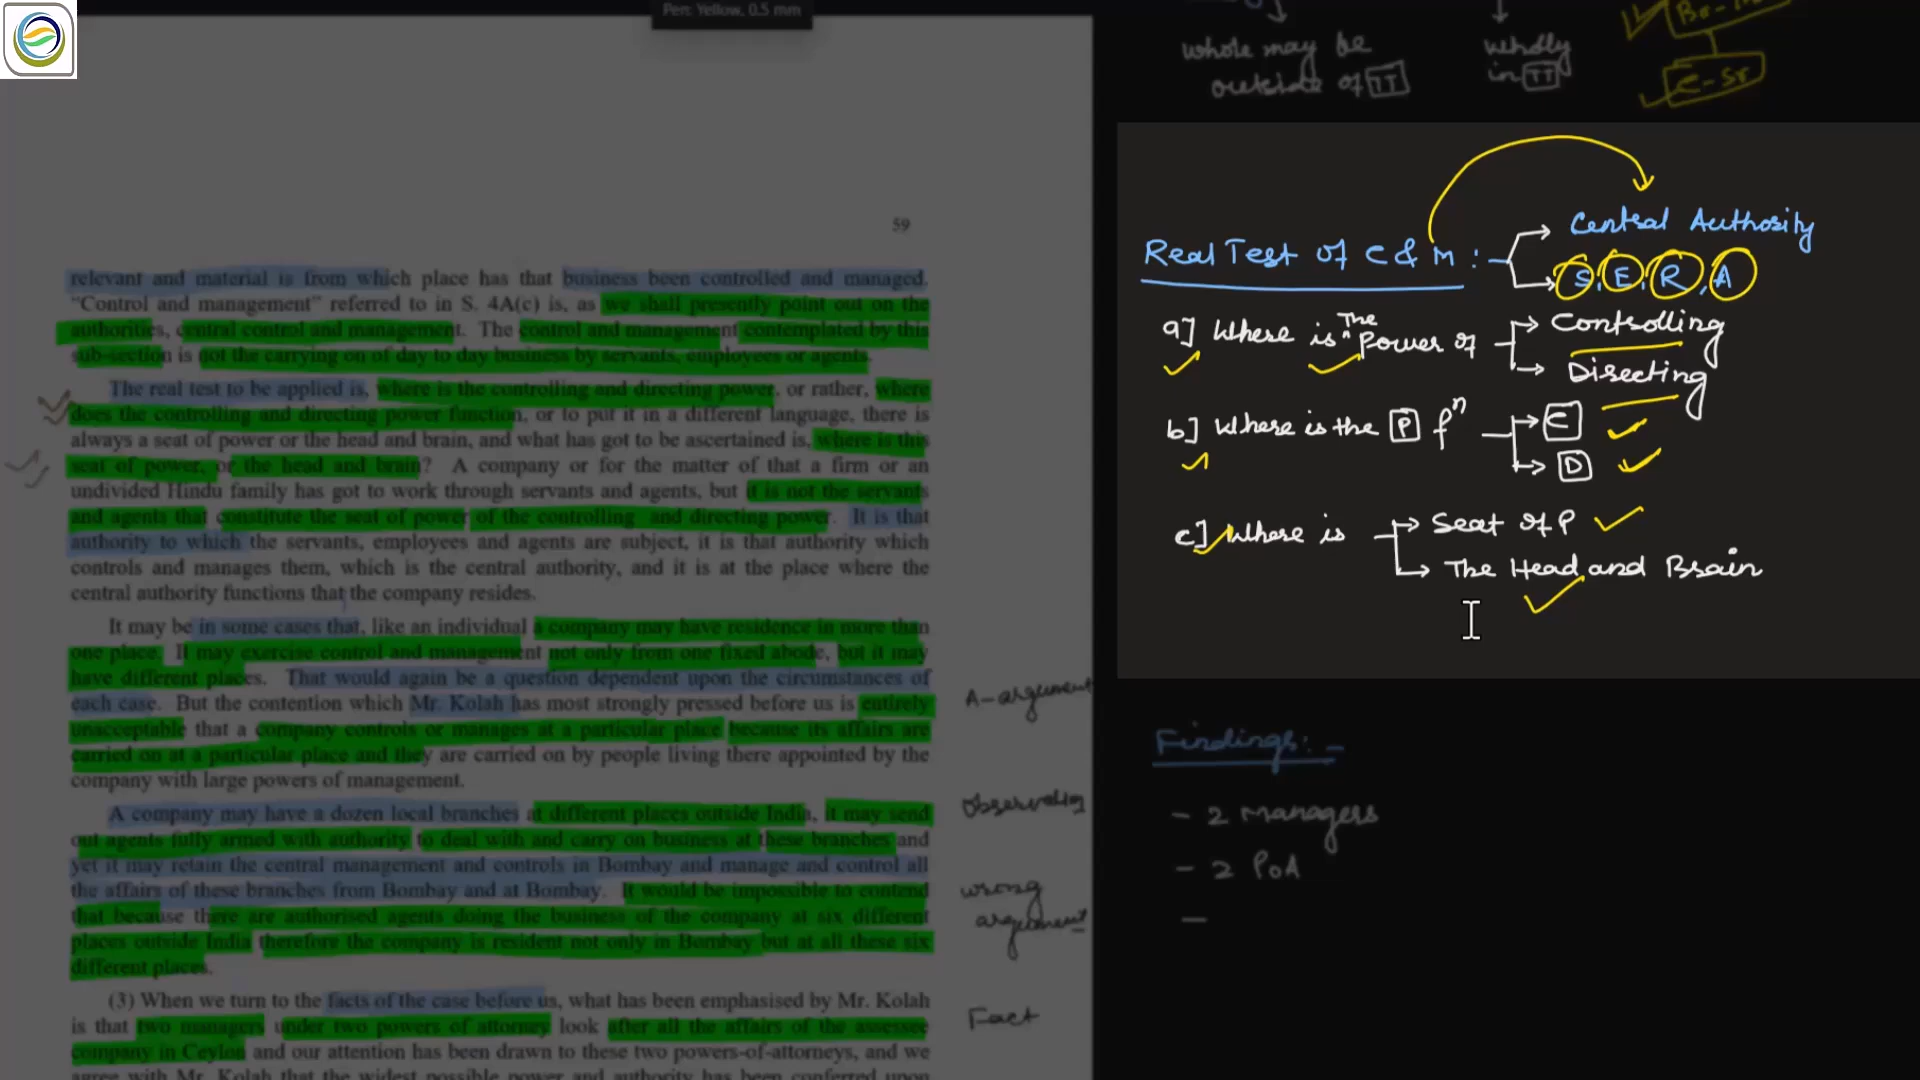 Pen: Yellow, 0.5 mm
59
relevant and material is from which place has that business been controlled and managed.
“Control and management” referred to in S. 4A(c) is, as we shall presently point out on the
authorities, central control and management. The control and management contemplated by this
sub-section is not the carrying on of day to day business by servants, employees or agents.
The real test to be applied is, where is the controlling and directing power, or rather, where
does the controlling and directing power function, or to put it in a different language, there is
always a seat of power or the head and brain, and what has got to be ascertained is, where is this
seat of power, or the head and brain? A company or for the matter of that a firm or an
undivided Hindu family has got to work through servants and agents, but it is not the servants
and agents that constitute the seat of power of the controlling and directing power. It is that
authority to which the servants, employees and agents are subject, it is that authority which
controls and manages them, which is the central authority, and it is at the place where the
central authority functions that the company resides.
It may be in some cases that, like an individual a company may have residence in more than
one place. It may exercise control and management not only from one fixed abode, but it may
have different places. That would again be a question dependent upon the circumstances of
each case. But the contention which Mr. Kolah has most strongly pressed before us is entirely
unacceptable that a company controls or manages at a particular place because its affairs are
carried on at a particular place and they are carried on by people living there appointed by the
company with large powers of management.
A company may have a dozen local branches at different places outside India, it may send
out agents fully armed with authority to deal with and carry on business at these branches and
yet it may retain the central management and controls in Bombay and manage and control all
the affairs of these branches from Bombay and at Bombay. It would be impossible to contend
that because there are authorised agents doing the business of the company at six different
places outside India therefore the company is resident not only in Bombay but at all these six
different places.
(3) When we turn to the facts of the case before us, what has been emphasised by Mr. Kolah
is that two managers under two powers of attorney look after all the affairs of the assessee
company in Ceylon and our attention has been drawn to these two powers-of-attorneys, and we
agree with Mr. Kolah that the widest possible power and authority has been conferred upon
A-argument
Observation
wrong
argument
Fact
whole may be
outside of TT
wholly
in TT
C-Sr
Real Test of C & M :-
Central Authority
S, E, R, A
a] Where is The Power of
Controlling
Directing
b] Where is the P fn
C
D
c] Where is
Seat of P
The Head and Brain
Findings: -
- 2 Managers
- 2 PoA
-